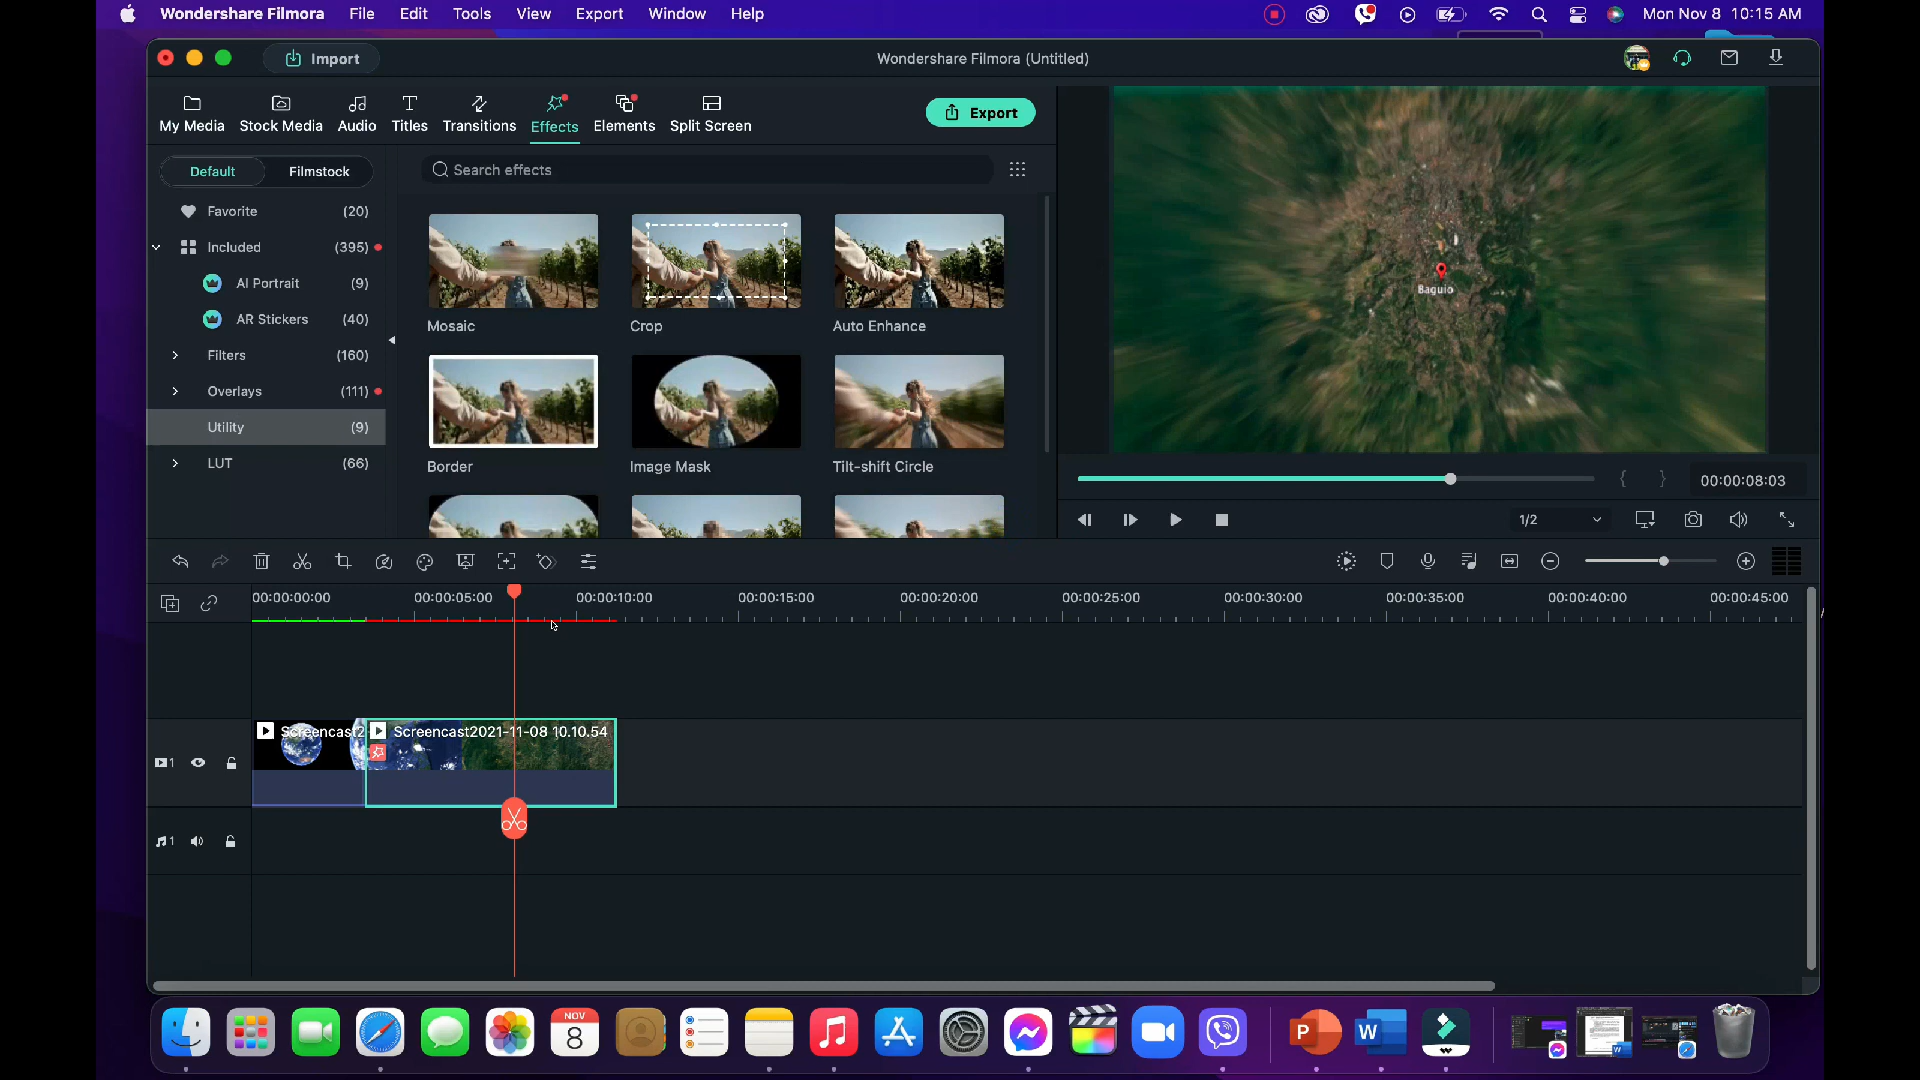 Wondershare Filmora File Edit Tools View Export Window Help
Mon Nov 8 10:15 AM
Import
Wondershare Filmora (Untitled)
My Media Stock Media Audio Titles Transitions Effects Elements Split Screen
Export
Default Filmstock
Search effects
Favorite (20)
Included (395)
AI Portrait (9)
AR Stickers (40)
Filters (160)
Overlays (111)
Utility (9)
LUT (66)
Mosaic Crop Auto Enhance
Border Image Mask Tilt-shift Circle
Baguio
00:00:08:03
1/2
00:00:00:00 00:00:05:00 00:00:10:00 00:00:15:00 00:00:20:00 00:00:25:00 00:00:30:00 00:00:35:00 00:00:40:00 00:00:45:00
Screencast2 Screencast2021-11-08 10.10.54
1
1
NOV
8
P
W